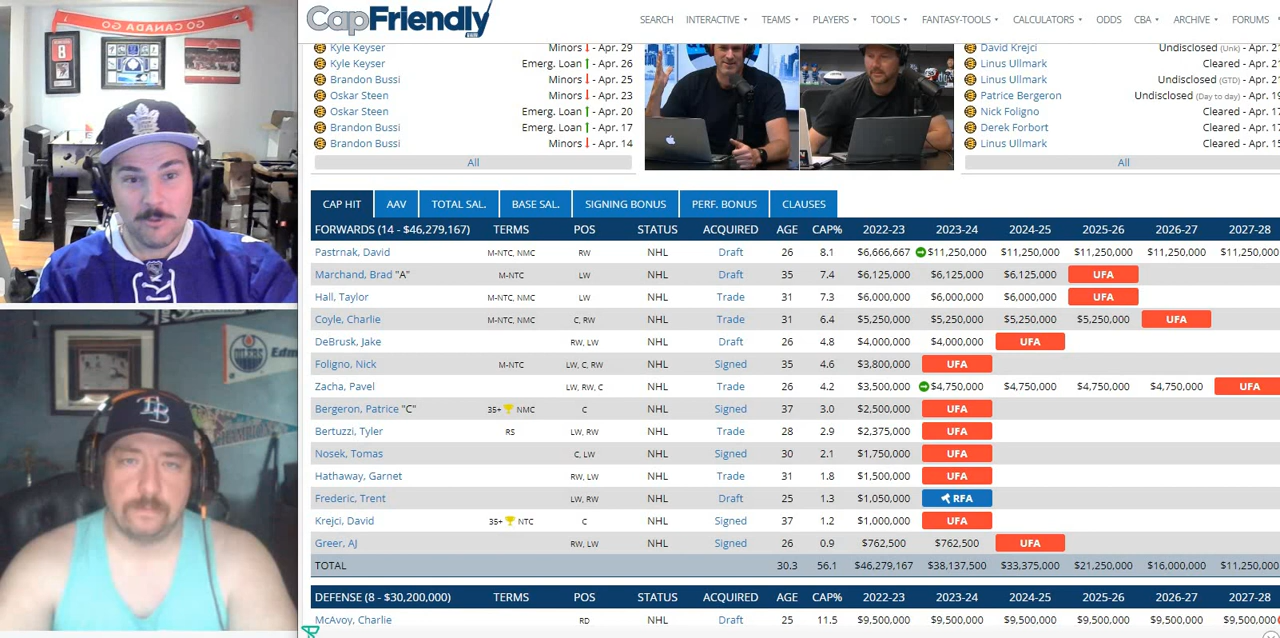 GO CANADA GO
8
EDM
TB
CapFriendly
.com
SEARCH INTERACTIVE TEAMS PLAYERS TOOLS FANTASY-TOOLS CALCULATORS ODDS CBA ARCHIVE FORUMS
Kyle Keyser Minors - Apr. 29
Kyle Keyser Emerg. Loan - Apr. 26
Brandon Bussi Minors - Apr. 25
Oskar Steen Minors - Apr. 23
Oskar Steen Emerg. Loan - Apr. 20
Brandon Bussi Emerg. Loan - Apr. 17
Brandon Bussi Minors - Apr. 14
All
David Krejci Undisclosed (Unk) - Apr. 2
Linus Ullmark Cleared - Apr. 21
Linus Ullmark Undisclosed (GTD) - Apr. 2
Patrice Bergeron Undisclosed (Day to day) - Apr. 19
Nick Foligno Cleared - Apr. 17
Derek Forbort Cleared - Apr. 17
Linus Ullmark Cleared - Apr. 15
All
CAP HIT AAV TOTAL SAL. BASE SAL. SIGNING BONUS PERF. BONUS CLAUSES
FORWARDS (14 - $46,279,167) TERMS POS STATUS ACQUIRED AGE CAP% 2022-23 2023-24 2024-25 2025-26 2026-27 2027-28
Pastrnak, David M-NTC, NMC RW NHL Draft 26 8.1 $6,666,667 $11,250,000 $11,250,000 $11,250,000 $11,250,000 $11,250,000
Marchand, Brad "A" M-NTC LW NHL Draft 35 7.4 $6,125,000 $6,125,000 $6,125,000 UFA
Hall, Taylor M-NTC, NMC LW NHL Trade 31 7.3 $6,000,000 $6,000,000 $6,000,000 UFA
Coyle, Charlie M-NTC, NMC C, RW NHL Trade 31 6.4 $5,250,000 $5,250,000 $5,250,000 $5,250,000 UFA
DeBrusk, Jake RW, LW NHL Draft 26 4.8 $4,000,000 $4,000,000 UFA
Foligno, Nick M-NTC LW, C, RW NHL Signed 35 4.6 $3,800,000 UFA
Zacha, Pavel LW, RW, C NHL Trade 26 4.2 $3,500,000 $4,750,000 $4,750,000 $4,750,000 $4,750,000 UFA
Bergeron, Patrice "C" 35+ NMC C NHL Signed 37 3.0 $2,500,000 UFA
Bertuzzi, Tyler RS LW, RW NHL Trade 28 2.9 $2,375,000 UFA
Nosek, Tomas C, LW NHL Signed 30 2.1 $1,750,000 UFA
Hathaway, Garnet RW, LW NHL Trade 31 1.8 $1,500,000 UFA
Frederic, Trent LW, RW NHL Draft 25 1.3 $1,050,000 RFA
Krejci, David 35+ NTC C NHL Signed 37 1.2 $1,000,000 UFA
Greer, AJ RW, LW NHL Signed 26 0.9 $762,500 $762,500 UFA
TOTAL 30.3 56.1 $46,279,167 $38,137,500 $33,375,000 $21,250,000 $16,000,000 $11,250,000
DEFENSE (8 - $30,200,000) TERMS POS STATUS ACQUIRED AGE CAP% 2022-23 2023-24 2024-25 2025-26 2026-27 2027-28
McAvoy, Charlie RD NHL Draft 25 11.5 $9,500,000 $9,500,000 $9,500,000 $9,500,000 $9,500,000 $9,500,000